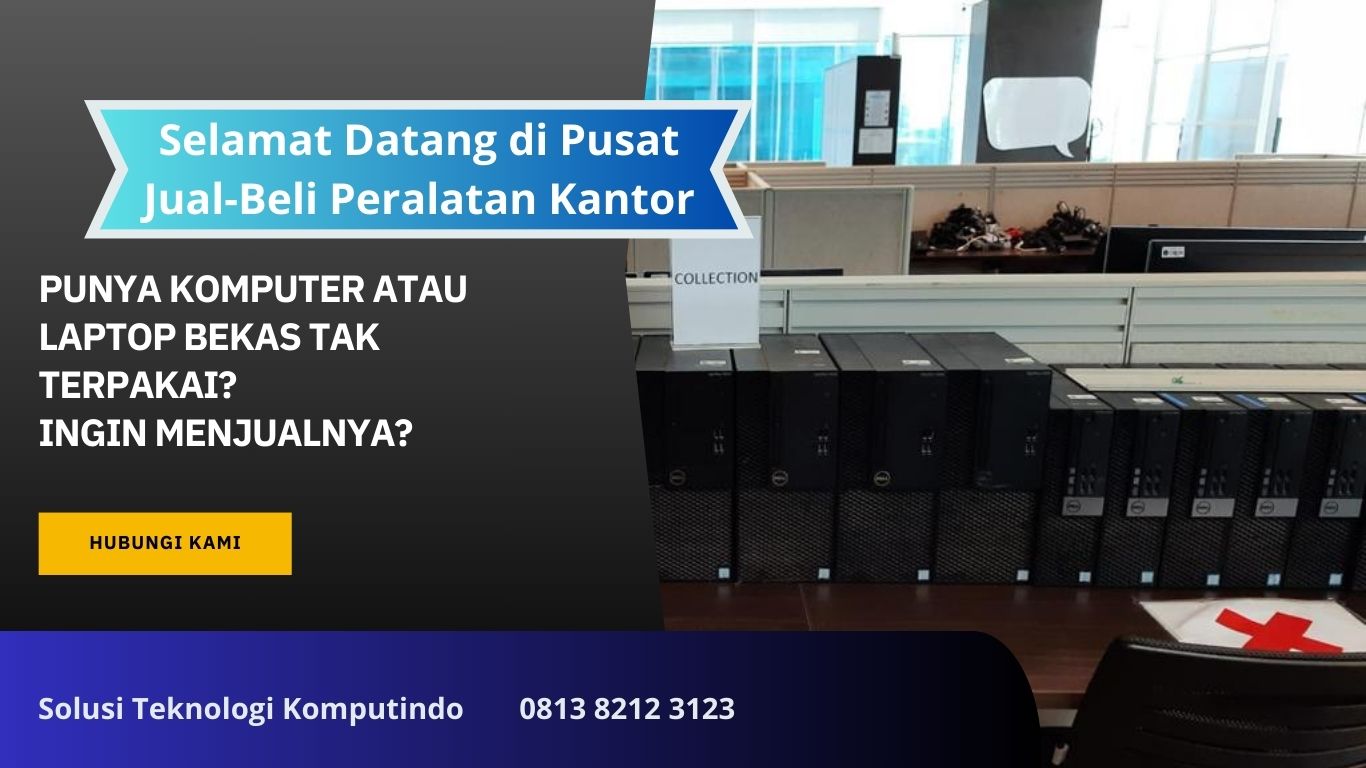 Selamat Datang di Pusat
Jual-Beli Peralatan Kantor
PUNYA KOMPUTER ATAU
LAPTOP BEKAS TAK
TERPAKAI?
INGIN MENJUALNYA?
HUBUNGI KAMI
COLLECTION
Solusi Teknologi Komputindo
0813 8212 3123